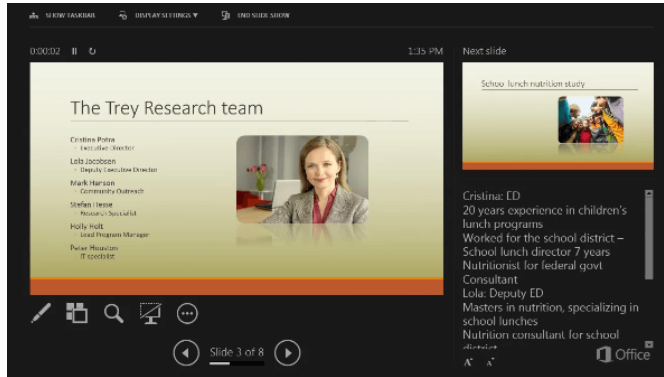 SHOW TASKBAR
DISPLAY SETTINGS ▼
END SLIDE SHOW
0:00:02
1:35 PM
The Trey Research team
Cristina Potra
Executive Director
Lola Jacobsen
Deputy Executive Director
Mark Hanson
Community Outreach
Stefan Hesse
Research Specialist
Holly Holt
Lead Program Manager
Peter Houston
IT specialist
Slide 3 of 8
Next slide
School lunch nutrition study
Cristina: ED
20 years experience in children's
lunch programs
Worked for the school district –
School lunch director 7 years
Nutritionist for federal govt
Consultant
Lola: Deputy ED
Masters in nutrition, specializing in
school lunches
Nutrition consultant for school
district
A A
Office